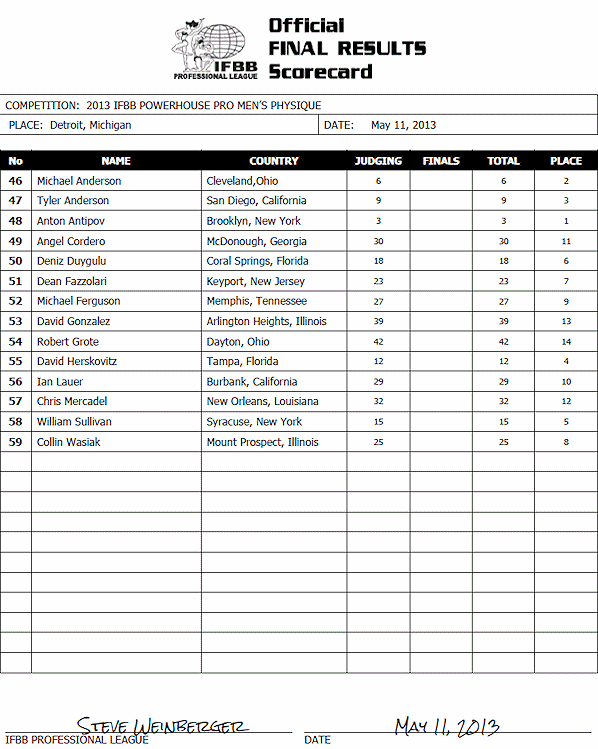 Official
FINAL RESULTS
Scorecard
IFBB
PROFESSIONAL LEAGUE
COMPETITION: 2013 IFBB POWERHOUSE PRO MEN'S PHYSIQUE
PLACE: Detroit, Michigan DATE: May 11, 2013
No NAME COUNTRY JUDGING FINALS TOTAL PLACE
46 Michael Anderson Cleveland,Ohio 6 6 2
47 Tyler Anderson San Diego, California 9 9 3
48 Anton Antipov Brooklyn, New York 3 3 1
49 Angel Cordero McDonough, Georgia 30 30 11
50 Deniz Duygulu Coral Springs, Florida 18 18 6
51 Dean Fazzolari Keyport, New Jersey 23 23 7
52 Michael Ferguson Memphis, Tennessee 27 27 9
53 David Gonzalez Arlington Heights, Illinois 39 39 13
54 Robert Grote Dayton, Ohio 42 42 14
55 David Herskovitz Tampa, Florida 12 12 4
56 Ian Lauer Burbank, California 29 29 10
57 Chris Mercadel New Orleans, Louisiana 32 32 12
58 William Sullivan Syracuse, New York 15 15 5
59 Collin Wasiak Mount Prospect, Illinois 25 25 8
STEVE WEINBERGER MAY 11, 2013
IFBB PROFESSIONAL LEAGUE DATE